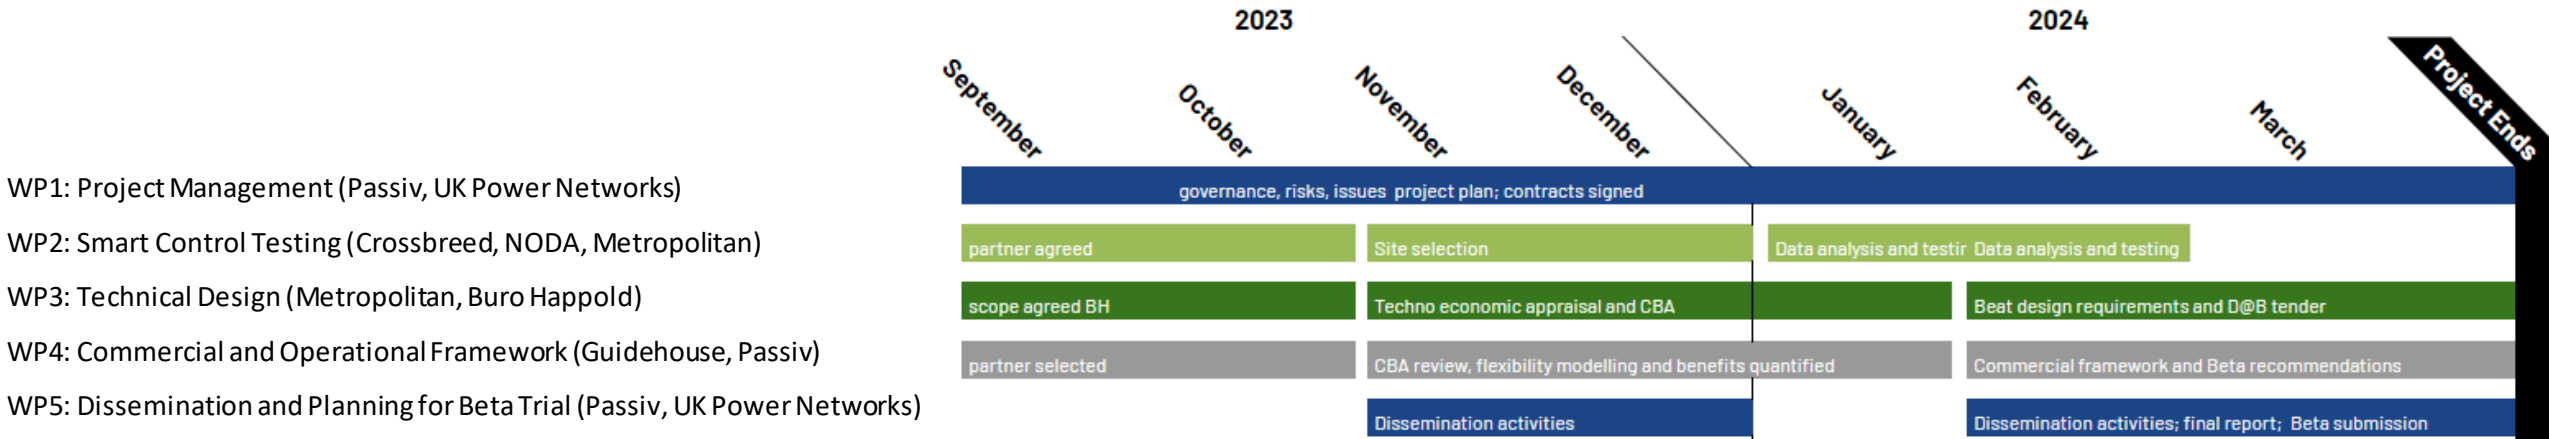 2023
2024
September
October
November
December
January
February
March
Project Ends
WP1: Project Management (Passiv, UK Power Networks)
governance, risks, issues project plan; contracts signed
WP2: Smart Control Testing (Crossbreed, NODA, Metropolitan)
partner agreed
Site selection
Data analysis and testir
Data analysis and testing
WP3: Technical Design (Metropolitan, Buro Happold)
scope agreed BH
Techno economic appraisal and CBA
Beat design requirements and D@B tender
WP4: Commercial and Operational Framework (Guidehouse, Passiv)
partner selected
CBA review, flexibility modelling and benefits quantified
Commercial framework and Beta recommendations
WP5: Dissemination and Planning for Beta Trial (Passiv, UK Power Networks)
Dissemination activities
Dissemination activities; final report; Beta submission